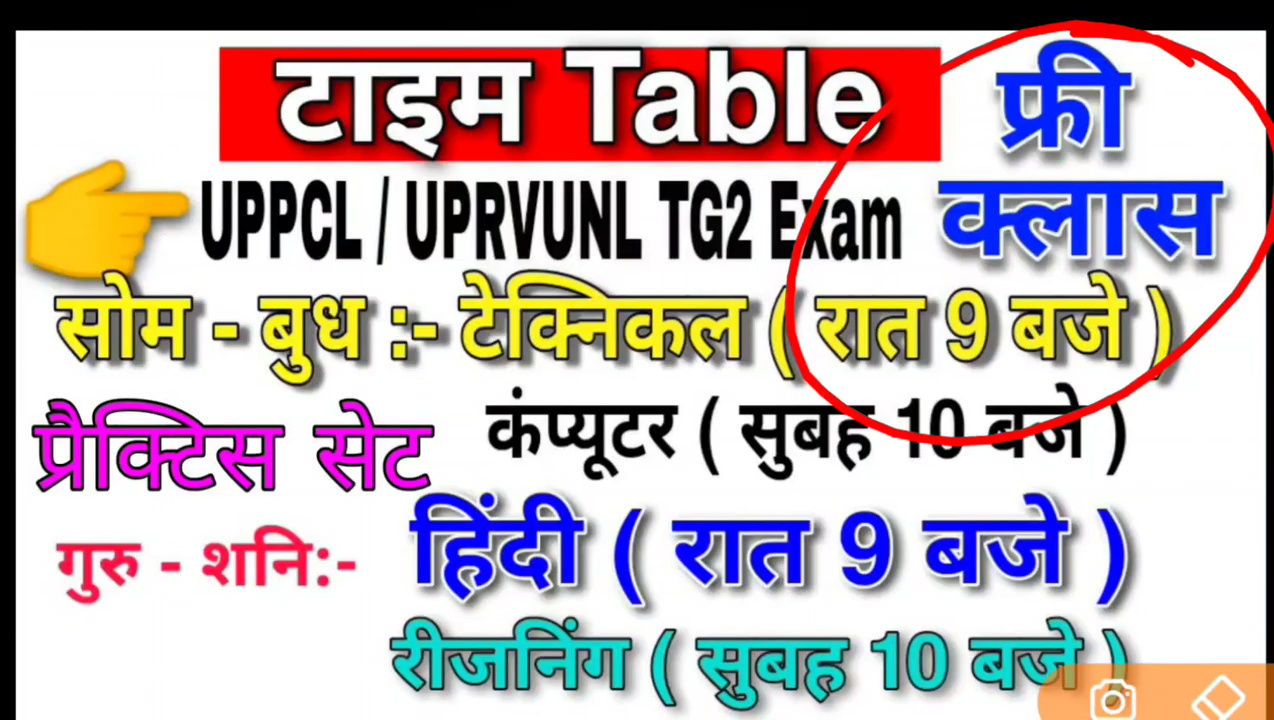 टाइम Table
फ्री
क्लास
UPPCL / UPRVUNL TG2 Exam
सोम - बुध :- टेक्निकल ( रात 9 बजे )
प्रैक्टिस सेट
कंप्यूटर ( सुबह 10 बजे )
गुरु - शनि:-
हिंदी ( रात 9 बजे )
रीजनिंग ( सुबह 10 बजे )